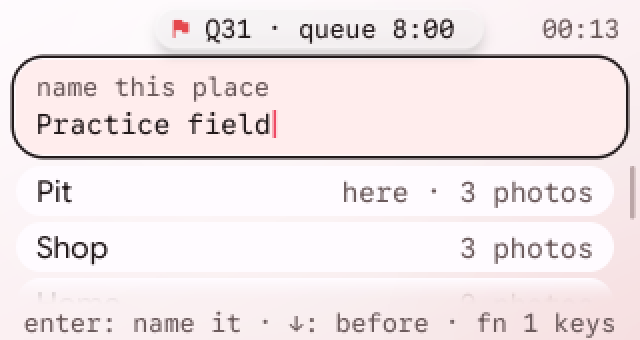 Q31 · queue 8:00
00:13
name this place
Practice field
Pit
here · 3 photos
Shop
3 photos
enter: name it · ↓: before · fn 1 keys